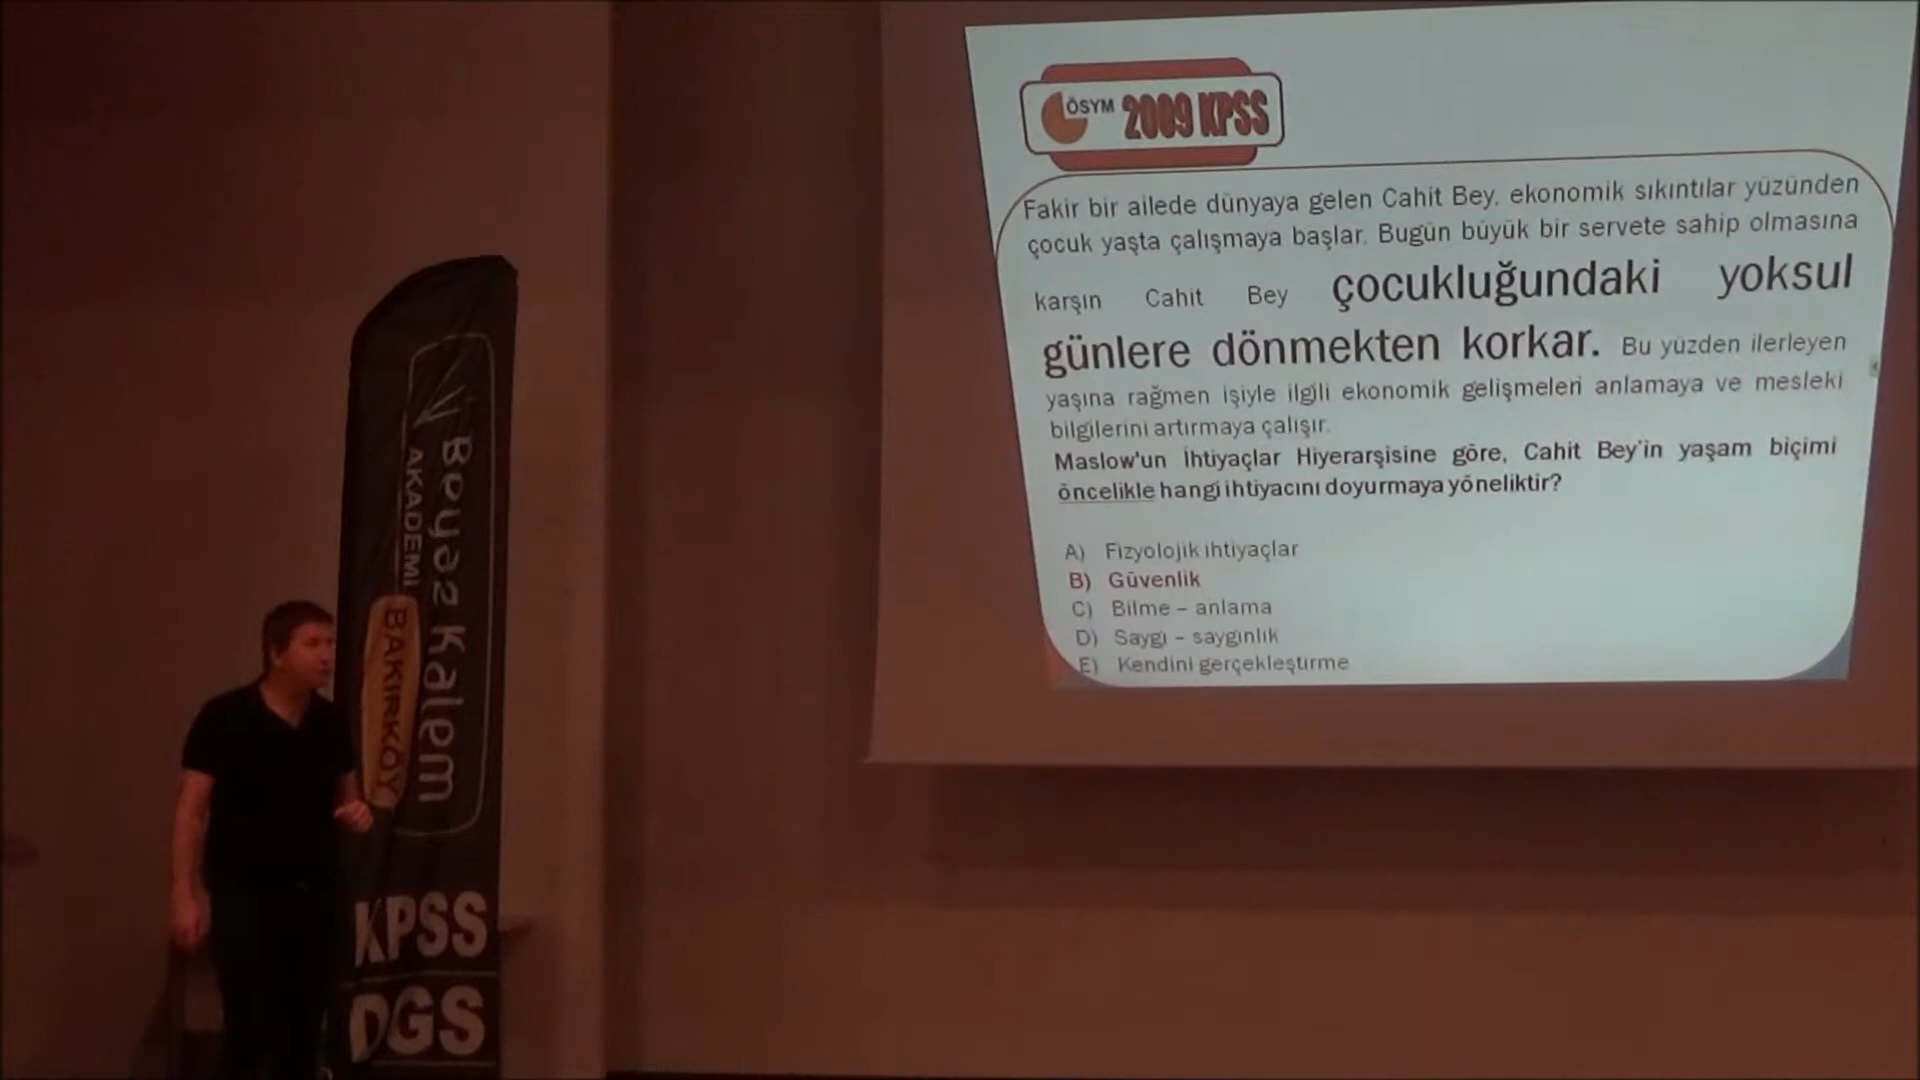 ÖSYM 2009 KPSS
Fakir bir ailede dünyaya gelen Cahit Bey, ekonomik sıkıntılar yüzünden
çocuk yaşta çalışmaya başlar. Bugün büyük bir servete sahip olmasına
karşın Cahit Bey çocukluğundaki yoksul
günlere dönmekten korkar. Bu yüzden ilerleyen
yaşına rağmen işiyle ilgili ekonomik gelişmeleri anlamaya ve mesleki
bilgilerini artırmaya çalışır.
Maslow'un İhtiyaçlar Hiyerarşisine göre, Cahit Bey'in yaşam biçimi
öncelikle hangi ihtiyacını doyurmaya yöneliktir?
A) Fizyolojik ihtiyaçlar
B) Güvenlik
C) Bilme – anlama
D) Saygı – saygınlık
E) Kendini gerçekleştirme
Beyaz Kalem
AKADEMİ
BAKIRKÖY
KPSS
DGS